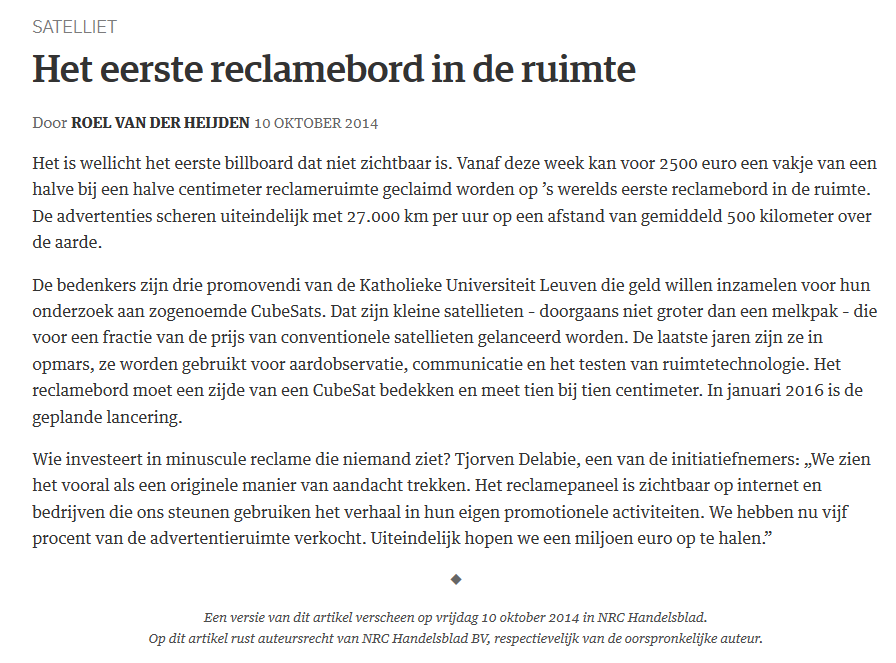 SATELLIET
Het eerste reclamebord in de ruimte
Door ROEL VAN DER HEIJDEN 10 OKTOBER 2014
Het is wellicht het eerste billboard dat niet zichtbaar is. Vanaf deze week kan voor 2500 euro een vakje van een
halve bij een halve centimeter reclameruimte geclaimd worden op ’s werelds eerste reclamebord in de ruimte.
De advertenties scheren uiteindelijk met 27.000 km per uur op een afstand van gemiddeld 500 kilometer over
de aarde.
De bedenkers zijn drie promovendi van de Katholieke Universiteit Leuven die geld willen inzamelen voor hun
onderzoek aan zogenoemde CubeSats. Dat zijn kleine satellieten - doorgaans niet groter dan een melkpak - die
voor een fractie van de prijs van conventionele satellieten gelanceerd worden. De laatste jaren zijn ze in
opmars, ze worden gebruikt voor aardobservatie, communicatie en het testen van ruimtetechnologie. Het
reclamebord moet een zijde van een CubeSat bedekken en meet tien bij tien centimeter. In januari 2016 is de
geplande lancering.
Wie investeert in minuscule reclame die niemand ziet? Tjorven Delabie, een van de initiatiefnemers: „We zien
het vooral als een originele manier van aandacht trekken. Het reclamepaneel is zichtbaar op internet en
bedrijven die ons steunen gebruiken het verhaal in hun eigen promotionele activiteiten. We hebben nu vijf
procent van de advertentieruimte verkocht. Uiteindelijk hopen we een miljoen euro op te halen.”
Een versie van dit artikel verscheen op vrijdag 10 oktober 2014 in NRC Handelsblad.
Op dit artikel rust auteursrecht van NRC Handelsblad BV, respectievelijk van de oorspronkelijke auteur.